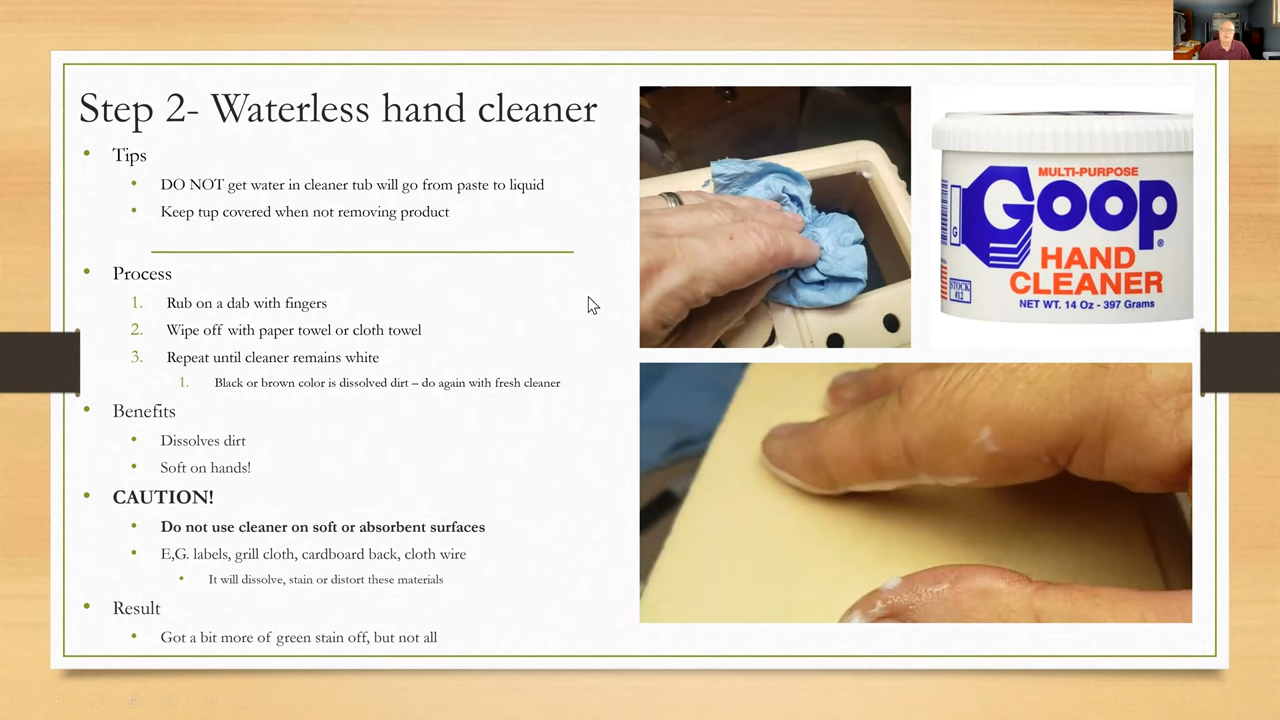 Step 2- Waterless hand cleaner
• Tips
• DO NOT get water in cleaner tub will go from paste to liquid
• Keep tup covered when not removing product
• Process
1. Rub on a dab with fingers
2. Wipe off with paper towel or cloth towel
3. Repeat until cleaner remains white
1. Black or brown color is dissolved dirt – do again with fresh cleaner
• Benefits
• Dissolves dirt
• Soft on hands!
• CAUTION!
• Do not use cleaner on soft or absorbent surfaces
• E,G. labels, grill cloth, cardboard back, cloth wire
• It will dissolve, stain or distort these materials
• Result
• Got a bit more of green stain off, but not all
MULTI-PURPOSE
Goop®
G
HAND
CLEANER
STOCK
#12
NET WT. 14 Oz - 397 Grams